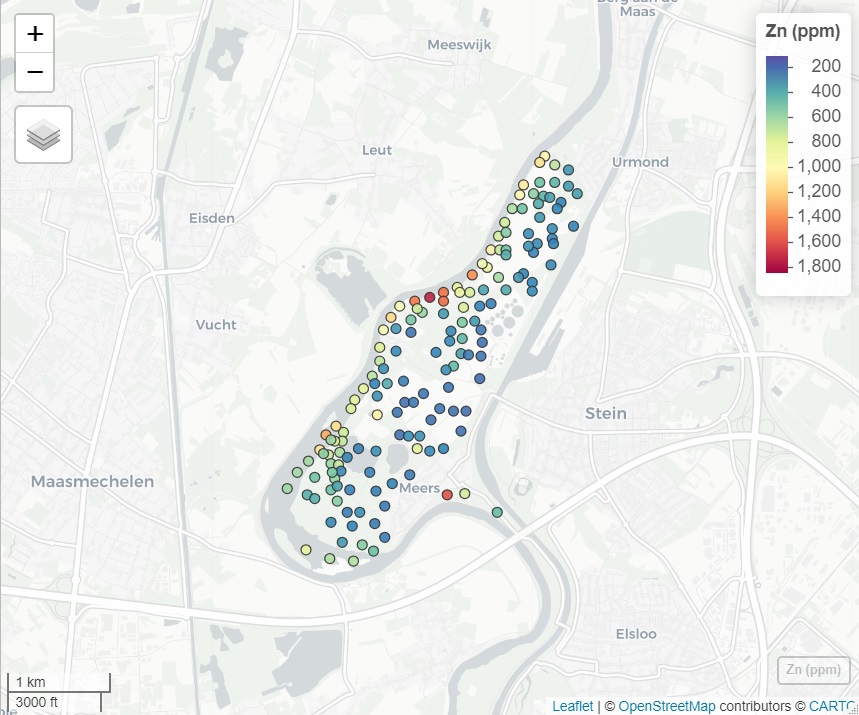 +
−
Berg aan de
Maas
Meeswijk
Leut
Urmond
Eisden
Vucht
Stein
Maasmechelen
Meers
Elsloo
Zn (ppm)
200
400
600
800
1,000
1,200
1,400
1,600
1,800
Zn (ppm)
1 km
3000 ft
Leaflet | © OpenStreetMap contributors © CARTO